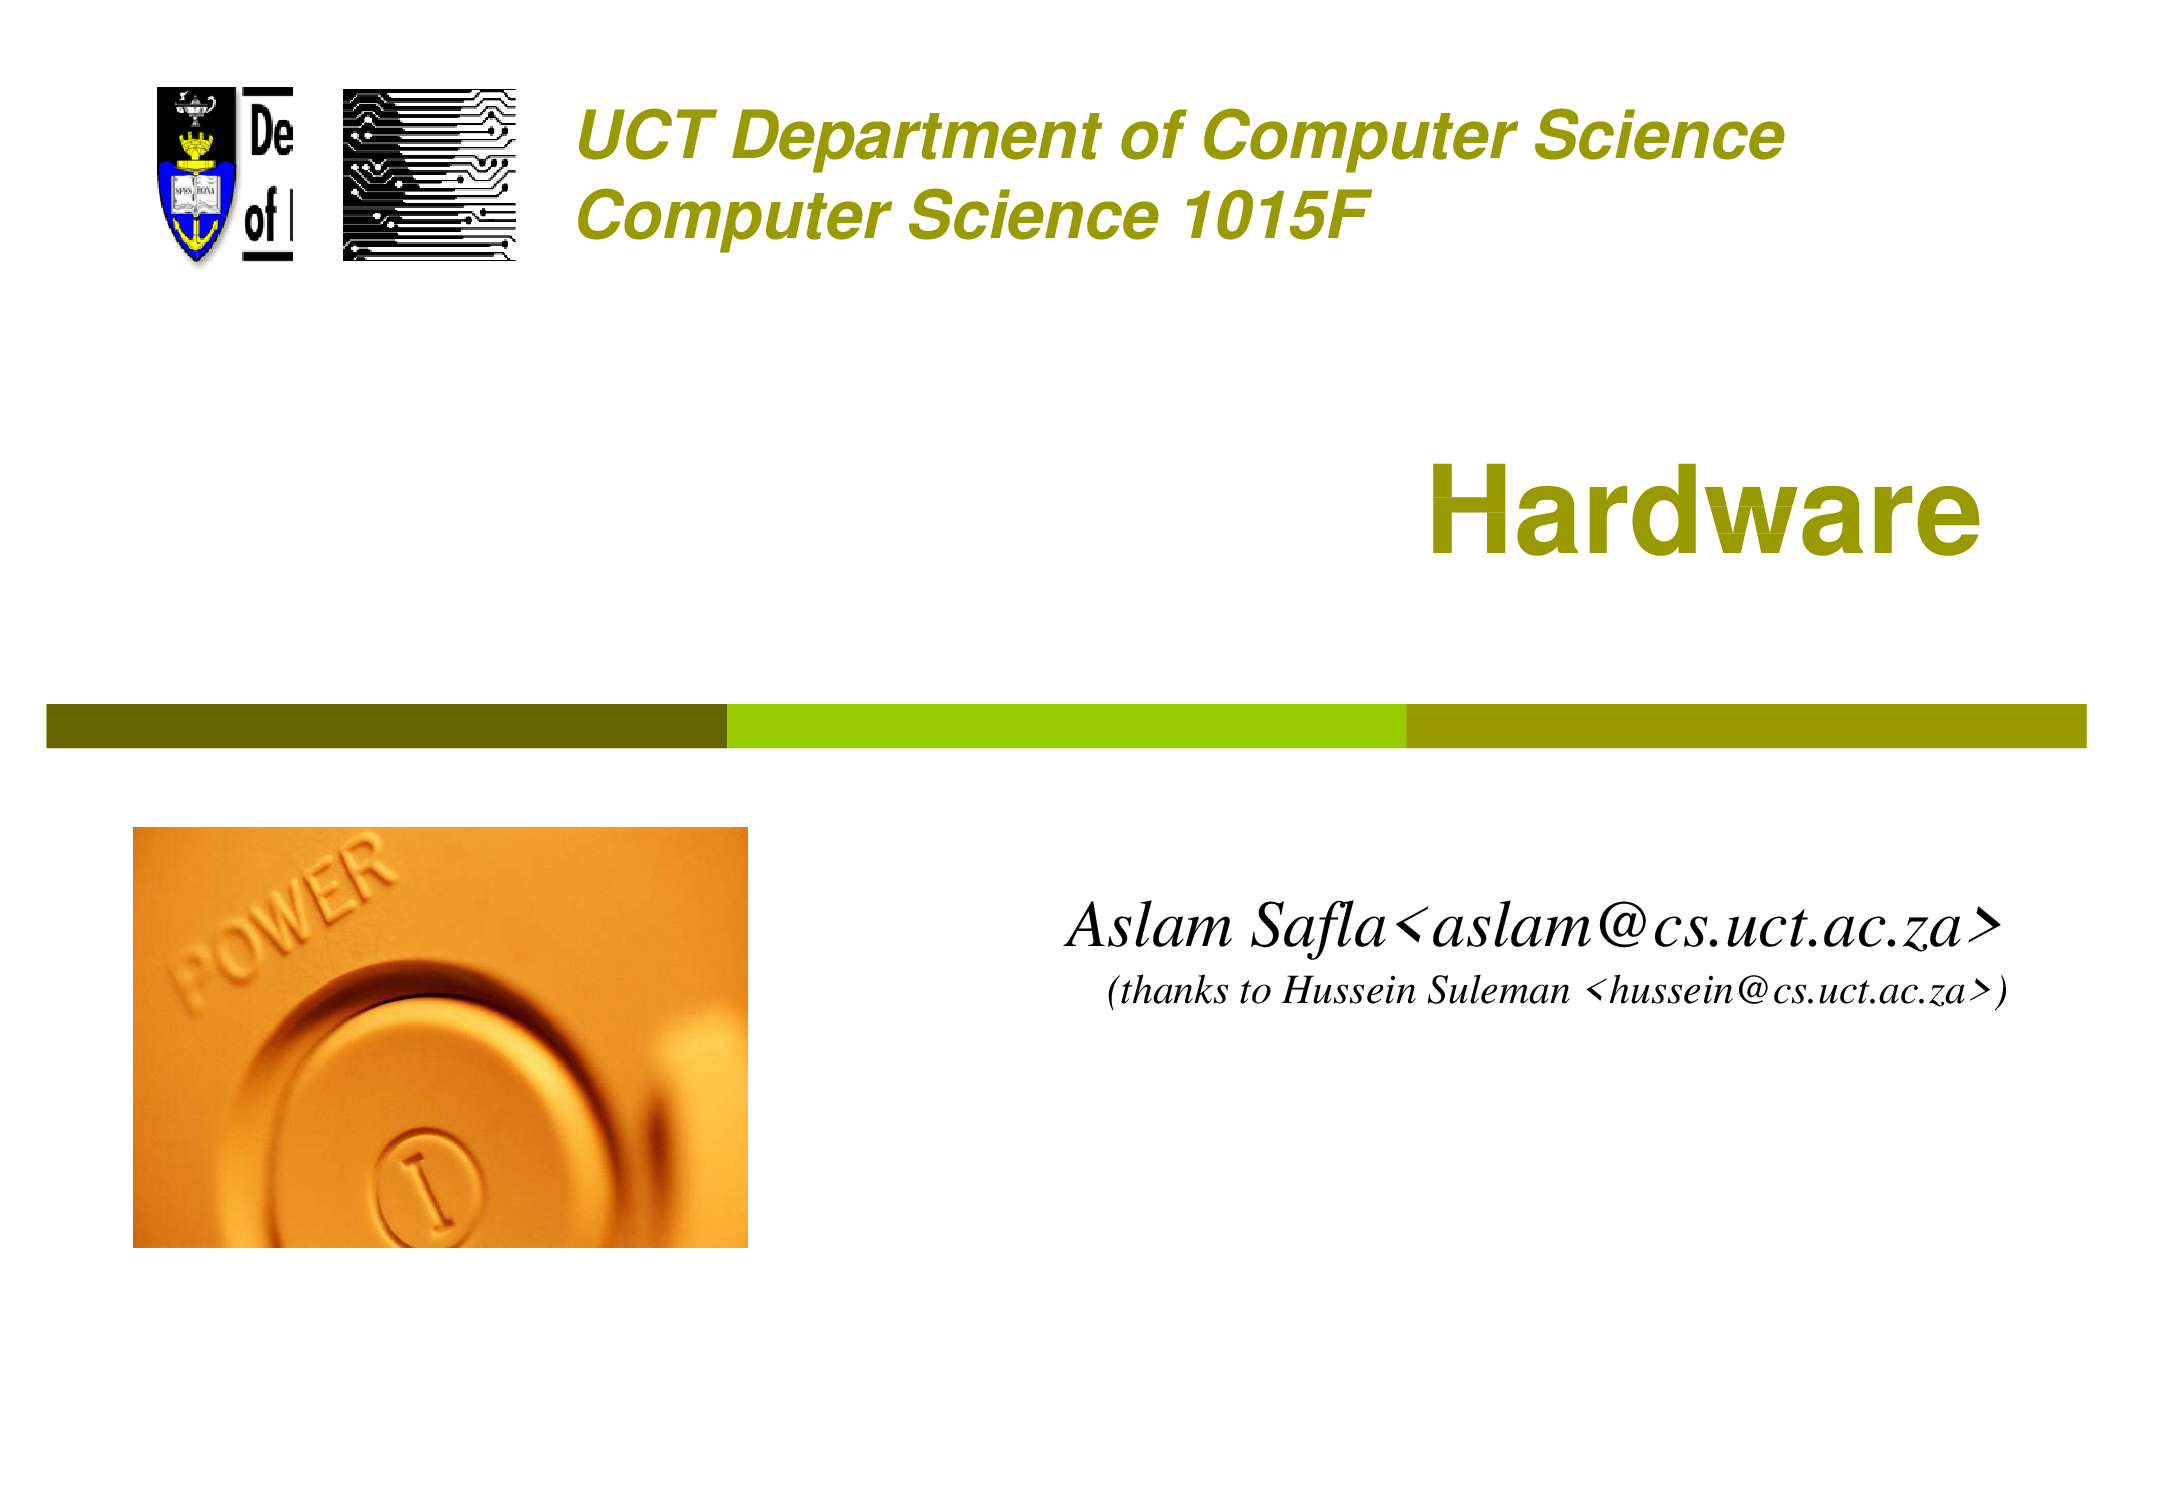 De
of
UCT Department of Computer Science
Computer Science 1015F
Hardware
POWER
I
Aslam Safla<aslam@cs.uct.ac.za>
(thanks to Hussein Suleman <hussein@cs.uct.ac.za>)